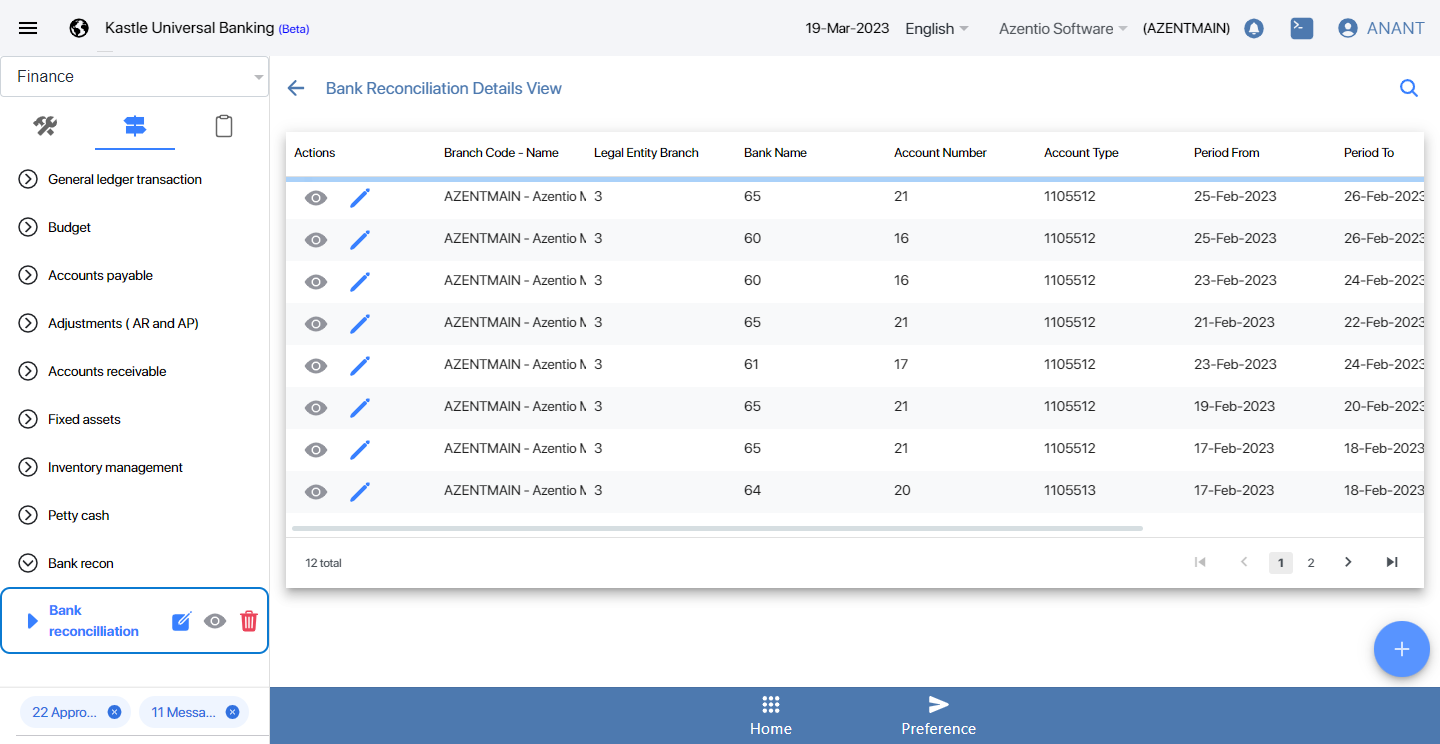 Kastle Universal Banking (Beta)
19-Mar-2023 English Azentio Software (AZENTMAIN) ANANT
Finance
General ledger transaction
Budget
Accounts payable
Adjustments ( AR and AP)
Accounts receivable
Fixed assets
Inventory management
Petty cash
Bank recon
Bank
reconcilliation
22 Appro... 11 Messa...
Bank Reconciliation Details View
Actions Branch Code - Name Legal Entity Branch Bank Name Account Number Account Type Period From Period To
AZENTMAIN - Azentio M 3 65 21 1105512 25-Feb-2023 26-Feb-2023
AZENTMAIN - Azentio M 3 60 16 1105512 25-Feb-2023 26-Feb-2023
AZENTMAIN - Azentio M 3 60 16 1105512 23-Feb-2023 24-Feb-2023
AZENTMAIN - Azentio M 3 65 21 1105512 21-Feb-2023 22-Feb-2023
AZENTMAIN - Azentio M 3 61 17 1105512 23-Feb-2023 24-Feb-2023
AZENTMAIN - Azentio M 3 65 21 1105512 19-Feb-2023 20-Feb-2023
AZENTMAIN - Azentio M 3 65 21 1105512 17-Feb-2023 18-Feb-2023
AZENTMAIN - Azentio M 3 64 20 1105513 17-Feb-2023 18-Feb-2023
12 total 1 2
Home Preference